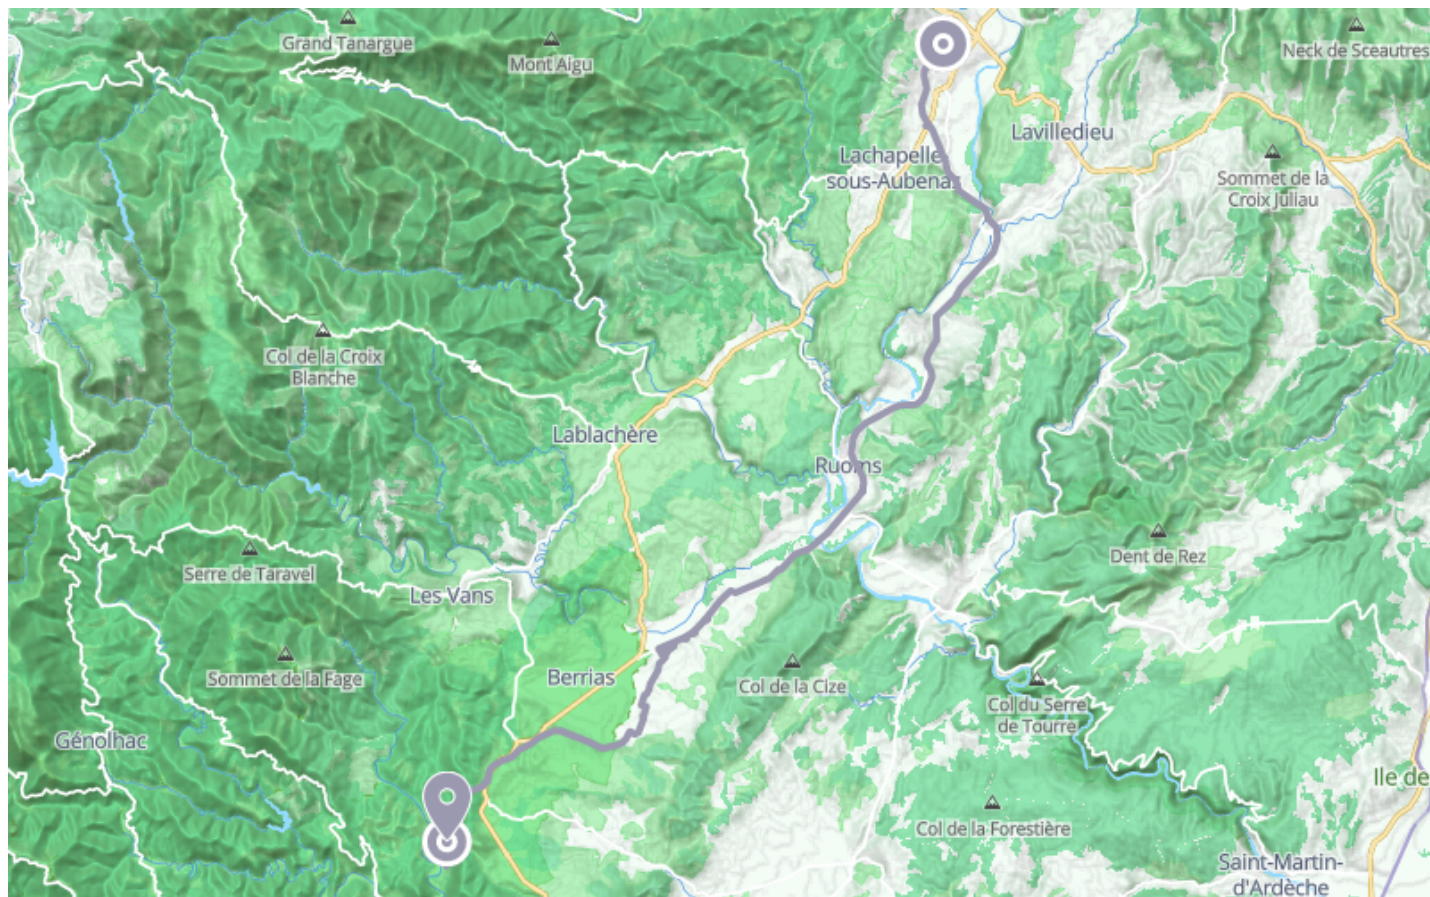 Grand Tanargue
Mont Aigu
Neck de Sceautres
Lavilledieu
Lachapelle
sous-Aubenas
Sommet de la
Croix Juliau
Col de la Croix
Blanche
Lablachère
Ruoms
Dent de Rez
Serre de Taravel
Les Vans
Sommet de la Fage
Berrias
Col de la Cize
Col du Serre
de Tourre
Génolhac
Ile de
Col de la Forestière
Saint-Martin-
d'Ardèche